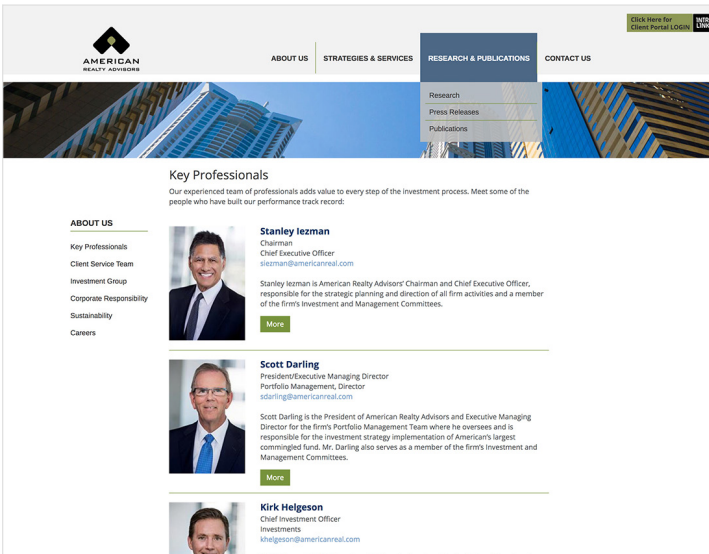 Click Here for
Client Portal LOGIN
INTR
LINK
AMERICAN
REALTY ADVISORS
ABOUT US
STRATEGIES & SERVICES
RESEARCH & PUBLICATIONS
CONTACT US
Research
Press Releases
Publications
Key Professionals
Our experienced team of professionals adds value to every step of the investment process. Meet some of the
people who have built our performance track record:
ABOUT US
Key Professionals
Client Service Team
Investment Group
Corporate Responsibility
Sustainability
Careers
Stanley Iezman
Chairman
Chief Executive Officer
siezman@americanreal.com
Stanley Iezman is American Realty Advisors' Chairman and Chief Executive Officer,
responsible for the strategic planning and direction of all firm activities and a member
of the firm's Investment and Management Committees.
More
Scott Darling
President/Executive Managing Director
Portfolio Management, Director
sdarling@americanreal.com
Scott Darling is the President of American Realty Advisors and Executive Managing
Director for the firm's Portfolio Management Team where he oversees and is
responsible for the investment strategy implementation of American's largest
commingled fund. Mr. Darling also serves as a member of the firm's Investment and
Management Committees.
More
Kirk Helgeson
Chief Investment Officer
Investments
khelgeson@americanreal.com